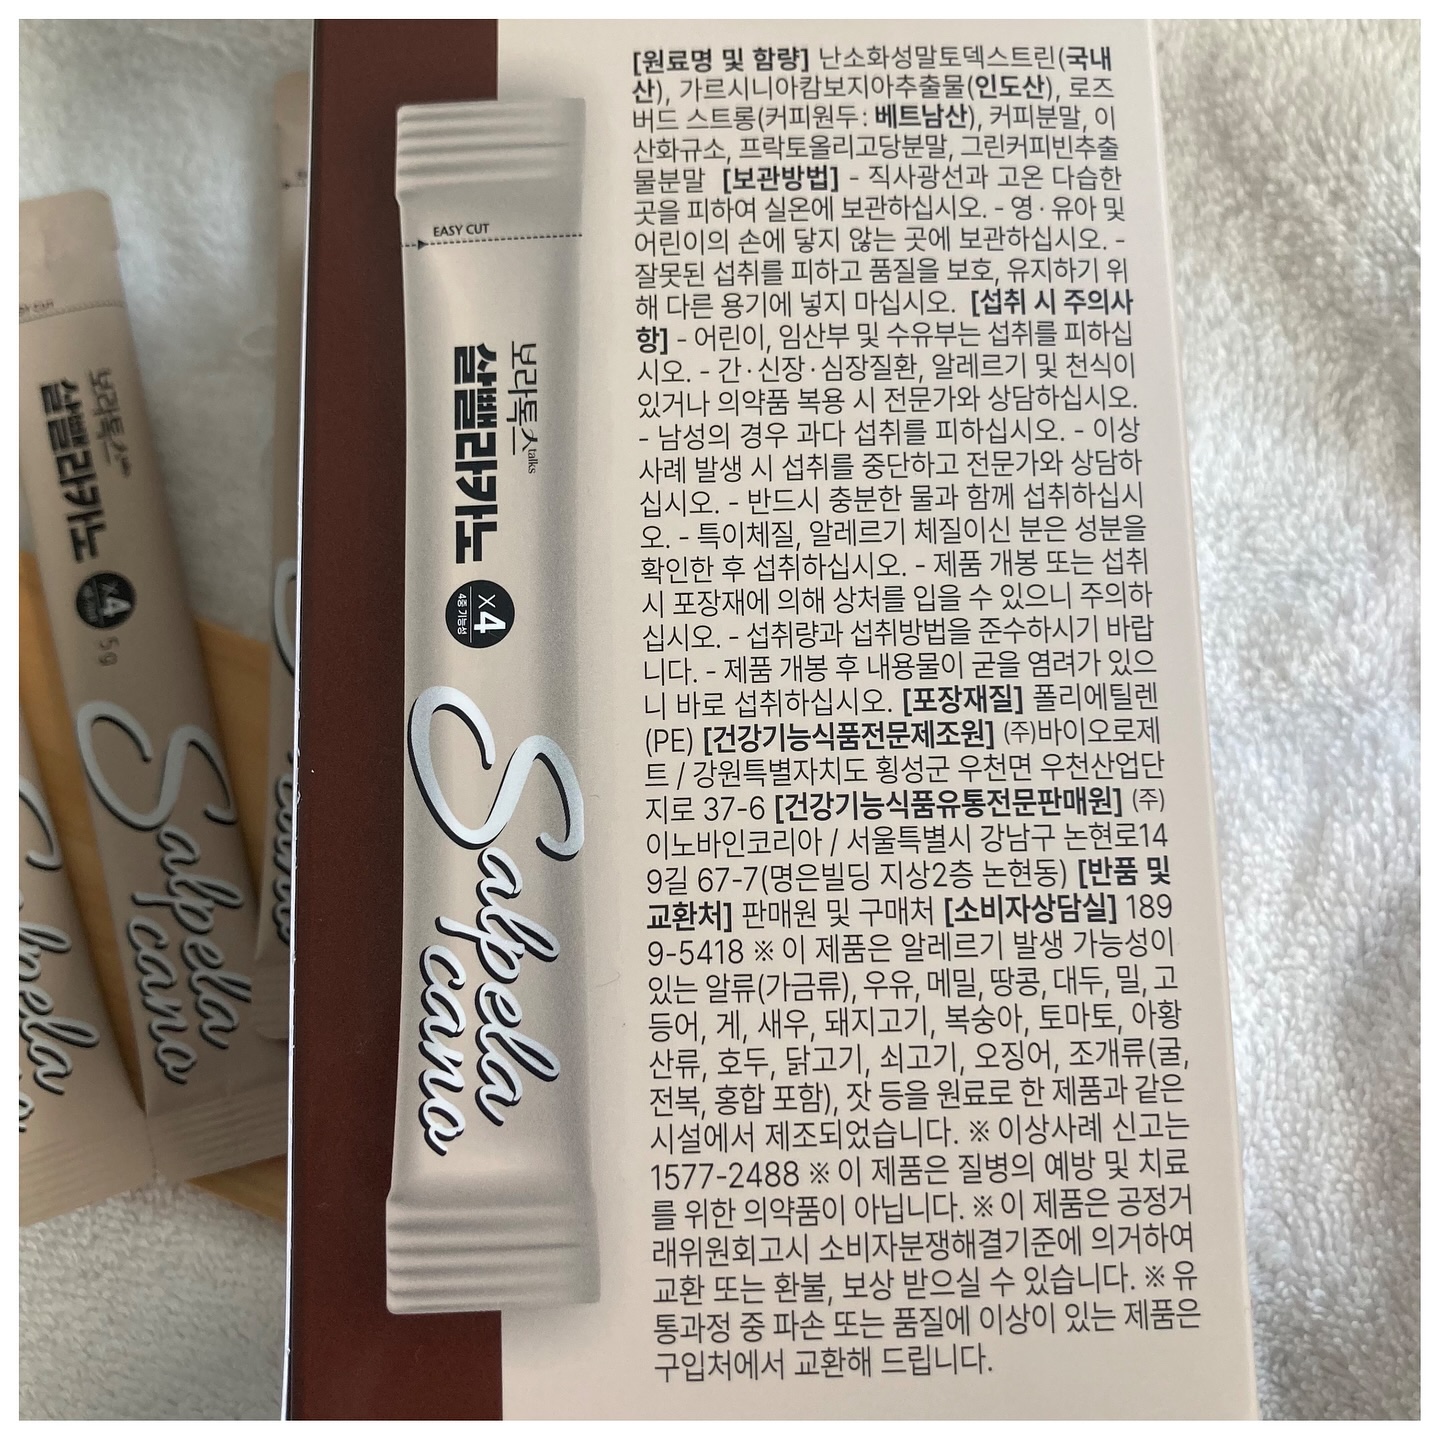 [원료명 및 함량] 난소화성말토덱스트린(국내
산), 가르시니아캄보지아추출물(인도산), 로즈
버드 스트롱(커피원두: 베트남산), 커피분말, 이
산화규소, 프락토올리고당분말, 그린커피빈추출
물분말 [보관방법] - 직사광선과 고온 다습한
곳을 피하여 실온에 보관하십시오. - 영·유아 및
어린이의 손에 닿지 않는 곳에 보관하십시오. -
잘못된 섭취를 피하고 품질을 보호, 유지하기 위
해 다른 용기에 넣지 마십시오. [섭취 시 주의사
항] - 어린이, 임산부 및 수유부는 섭취를 피하십
시오. - 간·신장·심장질환, 알레르기 및 천식이
있거나 의약품 복용 시 전문가와 상담하십시오.
- 남성의 경우 과다 섭취를 피하십시오. - 이상
사례 발생 시 섭취를 중단하고 전문가와 상담하
십시오. - 반드시 충분한 물과 함께 섭취하십시
오. - 특이체질, 알레르기 체질이신 분은 성분을
확인한 후 섭취하십시오. - 제품 개봉 또는 섭취
시 포장재에 의해 상처를 입을 수 있으니 주의하
십시오. - 섭취량과 섭취방법을 준수하시기 바랍
니다. - 제품 개봉 후 내용물이 굳을 염려가 있으
니 바로 섭취하십시오. [포장재질] 폴리에틸렌
(PE) [건강기능식품전문제조원] (주)바이오로제
트 / 강원특별자치도 횡성군 우천면 우천산업단
지로 37-6 [건강기능식품유통전문판매원] (주)
이노바인코리아 / 서울특별시 강남구 논현로14
9길 67-7(명은빌딩 지상2층 논현동) [반품 및
교환처] 판매원 및 구매처 [소비자상담실] 189
9-5418 ※ 이 제품은 알레르기 발생 가능성이
있는 알류(가금류), 우유, 메밀, 땅콩, 대두, 밀, 고
등어, 게, 새우, 돼지고기, 복숭아, 토마토, 아황
산류, 호두, 닭고기, 쇠고기, 오징어, 조개류(굴,
전복, 홍합 포함), 잣 등을 원료로 한 제품과 같은
시설에서 제조되었습니다. ※ 이상사례 신고는
1577-2488 ※ 이 제품은 질병의 예방 및 치료
를 위한 의약품이 아닙니다. ※ 이 제품은 공정거
래위원회고시 소비자분쟁해결기준에 의거하여
교환 또는 환불, 보상 받으실 수 있습니다. ※ 유
통과정 중 파손 또는 품질에 이상이 있는 제품은
구입처에서 교환해 드립니다.
EASY CUT
보라톡스talks
살뺄라카노
X4
4중 기능성
Salpela
cano
보라톡스
살뺄라카노
X4
5g
Salpela
cano